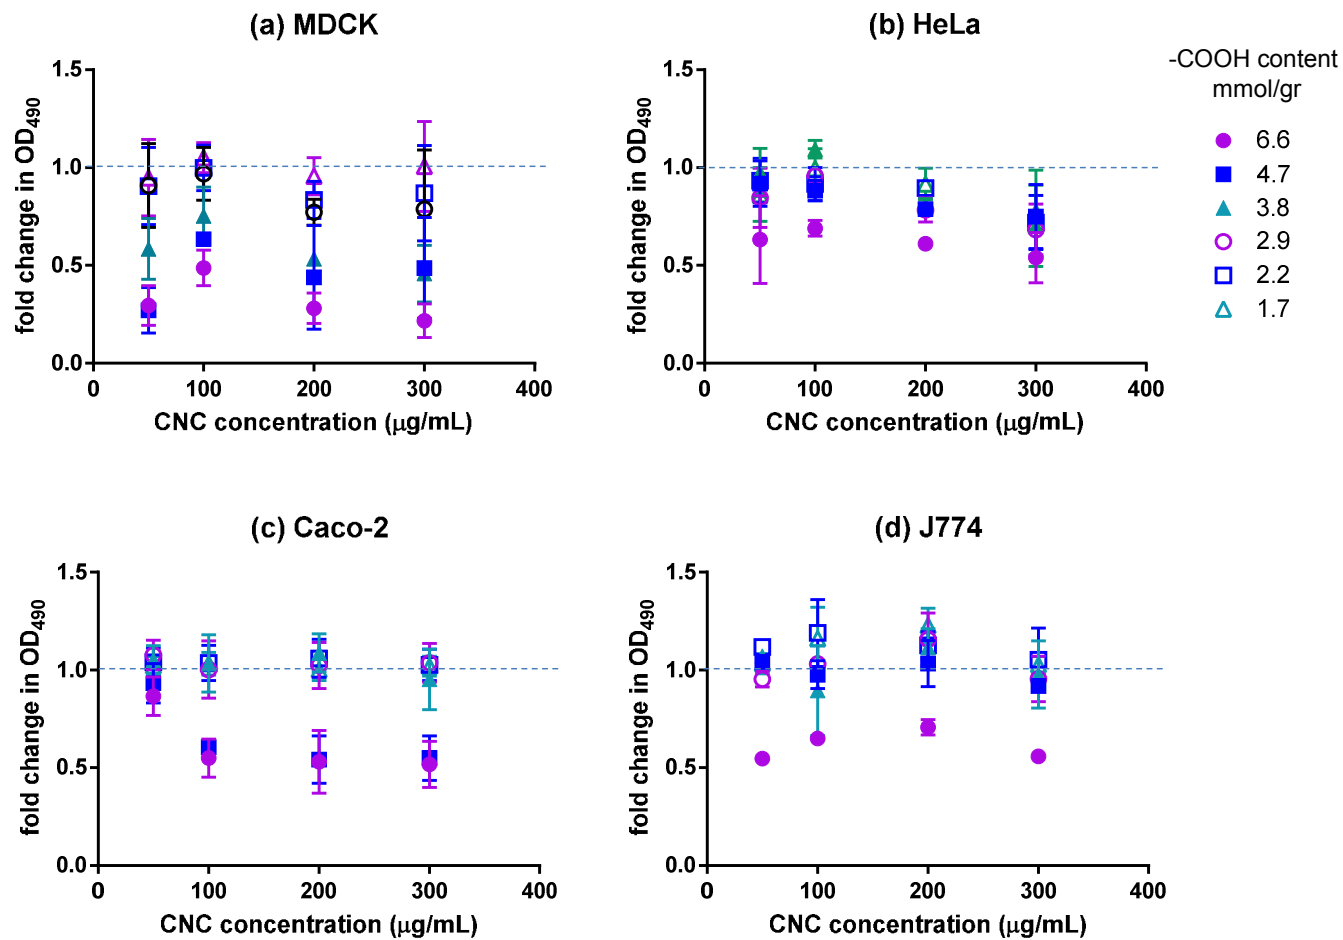 (a) MDCK
fold change in OD490
1.5
1.0
0.5
0.0
0 100 200 300 400
CNC concentration (μg/mL)
(b) HeLa
fold change in OD490
1.5
1.0
0.5
0.0
0 100 200 300 400
CNC concentration (μg/mL)
-COOH content
mmol/gr
6.6
4.7
3.8
2.9
2.2
1.7
(c) Caco-2
fold change in OD490
1.5
1.0
0.5
0.0
0 100 200 300 400
CNC concentration (μg/mL)
(d) J774
fold change in OD490
1.5
1.0
0.5
0.0
0 100 200 300 400
CNC concentration (μg/mL)